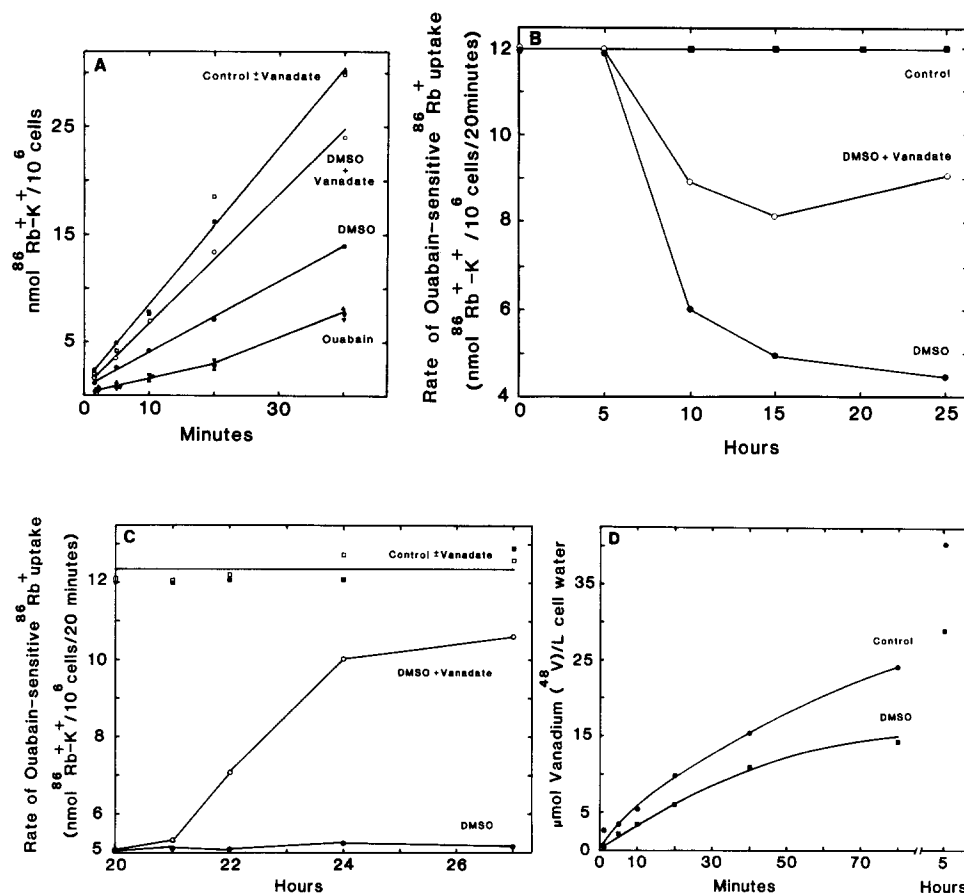 A
nmol ⁸⁶Rb⁺-K⁺/10⁶ cells
25
15
5
0
10
30
Minutes
Control ± Vanadate
DMSO
+
Vanadate
DMSO
Ouabain
B
Rate of Ouabain-sensitive ⁸⁶Rb⁺ uptake
(nmol ⁸⁶Rb⁺-K⁺/10⁶ cells/20minutes)
12
10
8
6
4
0
5
10
15
20
25
Hours
Control
DMSO + Vanadate
DMSO
C
Rate of Ouabain-sensitive ⁸⁶Rb⁺ uptake
(nmol ⁸⁶Rb⁺-K⁺/10⁶ cells/20 minutes)
12
10
8
6
5
20
22
24
26
Hours
Control ± Vanadate
DMSO + Vanadate
DMSO
D
µmol Vanadium (⁴⁸V)/L cell water
35
25
15
5
0
0
10
30
50
70
5
Minutes
Hours
Control
DMSO